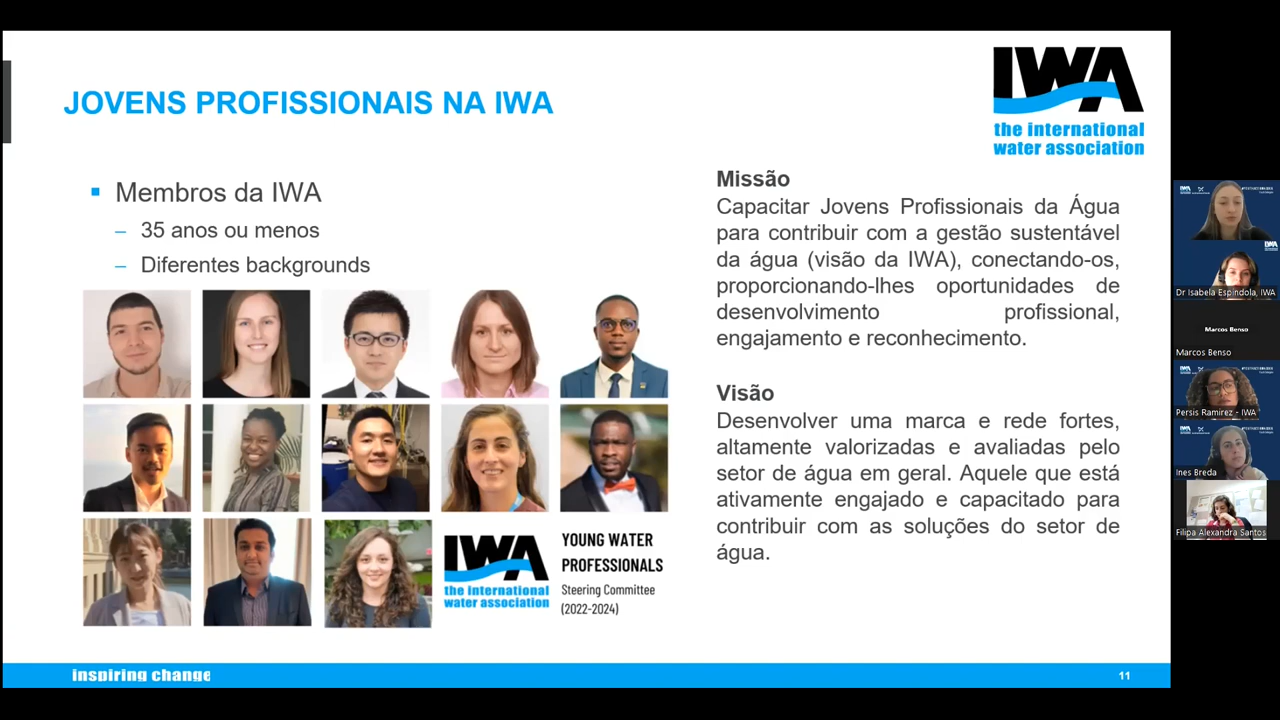 JOVENS PROFISSIONAIS NA IWA
IWA
the international
water association
Membros da IWA
– 35 anos ou menos
– Diferentes backgrounds
Missão
Capacitar Jovens Profissionais da Água
para contribuir com a gestão sustentável
da água (visão da IWA), conectando-os,
proporcionando-lhes oportunidades de
desenvolvimento profissional,
engajamento e reconhecimento.
Visão
Desenvolver uma marca e rede fortes,
altamente valorizadas e avaliadas pelo
setor de água em geral. Aquele que está
ativamente engajado e capacitado para
contribuir com as soluções do setor de
água.
IWA
the international
water association
YOUNG WATER
PROFESSIONALS
Steering Committee
(2022-2024)
inspiring change
11
Dr Isabela Espindola, IWA
Marcos Benso
Marcos Benso
Persis Ramirez - IWA
Ines Breda
Filipa Alexandra Santos